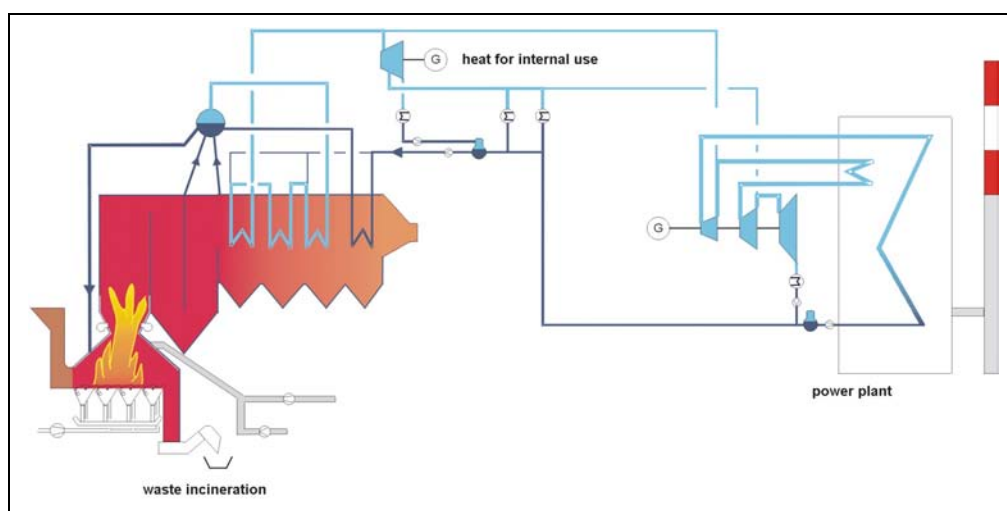 G
heat for internal use
G
power plant
waste incineration